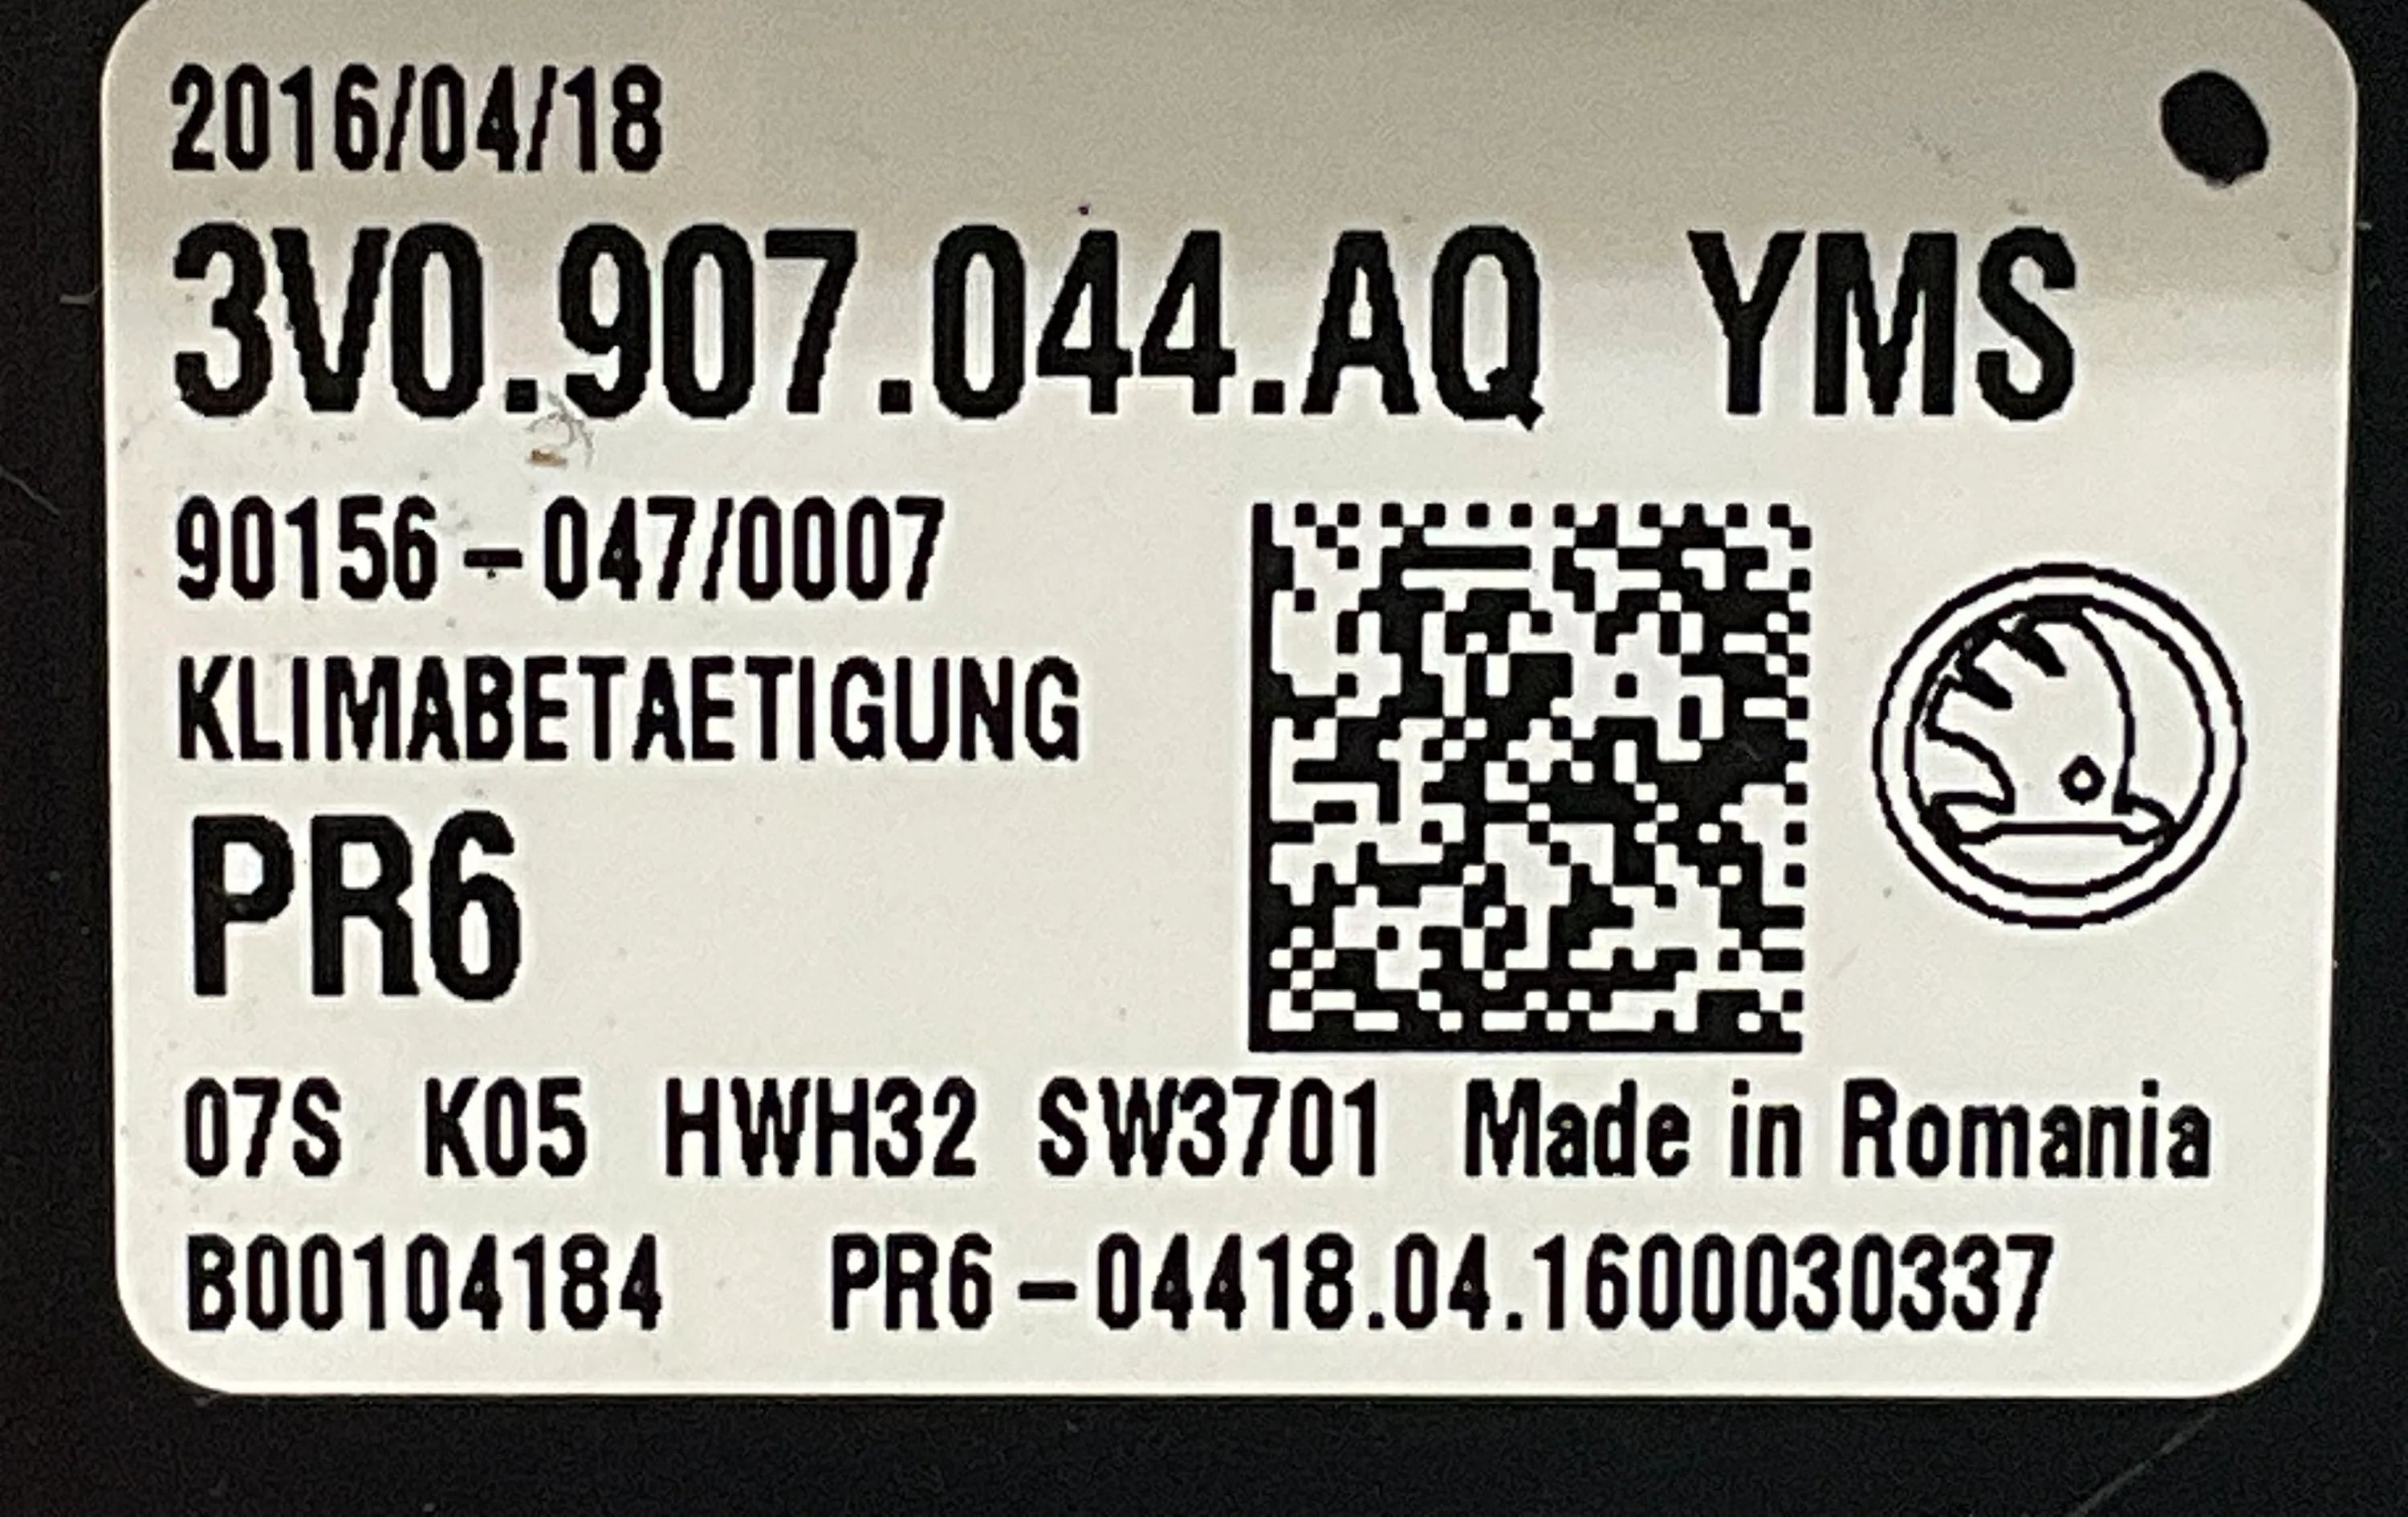 2016/04/18
3V0.907.044.AQ YMS
90156-047/0007
KLIMABETAETIGUNG
PR6
07S K05 HWH32 SW3701 Made in Romania
B00104184 PR6-04418.04.1600030337